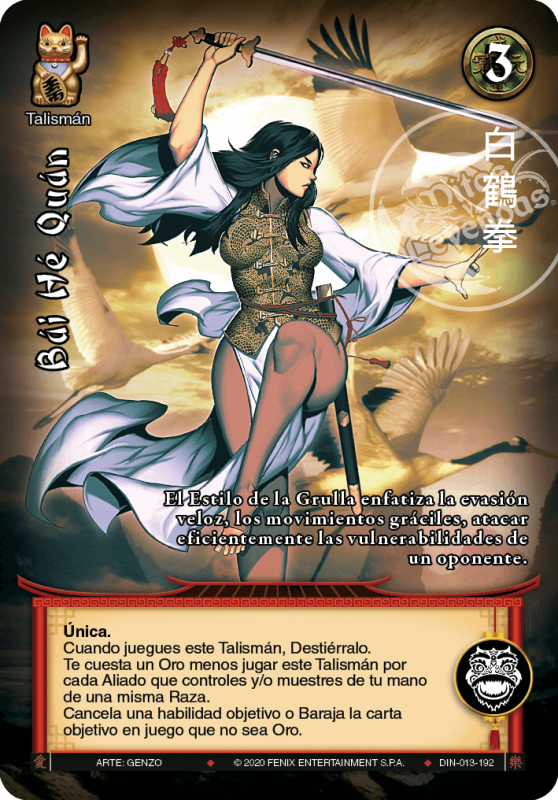 3
Talismán
Bái Hé Quán
白鶴拳
Mitos y
Leyendas
El Estilo de la Grulla enfatiza la evasión
veloz, los movimientos gráciles, atacar
eficientemente las vulnerabilidades de
un oponente.
Única.
Cuando juegues este Talismán, Destiérralo.
Te cuesta un Oro menos jugar este Talismán por
cada Aliado que controles y/o muestres de tu mano
de una misma Raza.
Cancela una habilidad objetivo o Baraja la carta
objetivo en juego que no sea Oro.
愛 ARTE: GENZO ◆ © 2020 FENIX ENTERTAINMENT S.P.A. ◆ DIN-013-192 樂